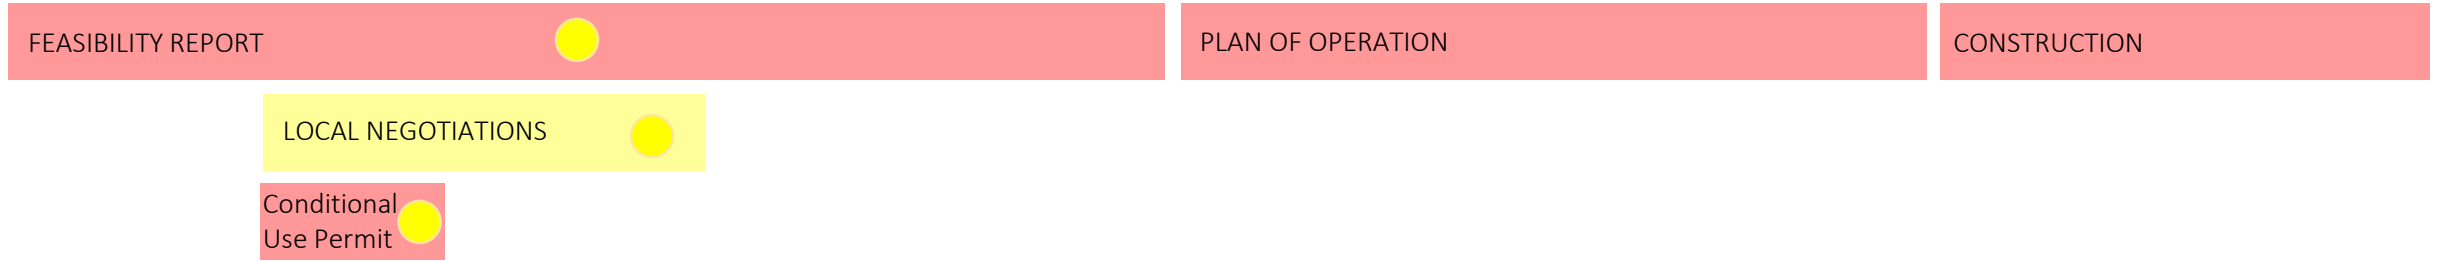 FEASIBILITY REPORT
PLAN OF OPERATION
CONSTRUCTION
LOCAL NEGOTIATIONS
Conditional
Use Permit